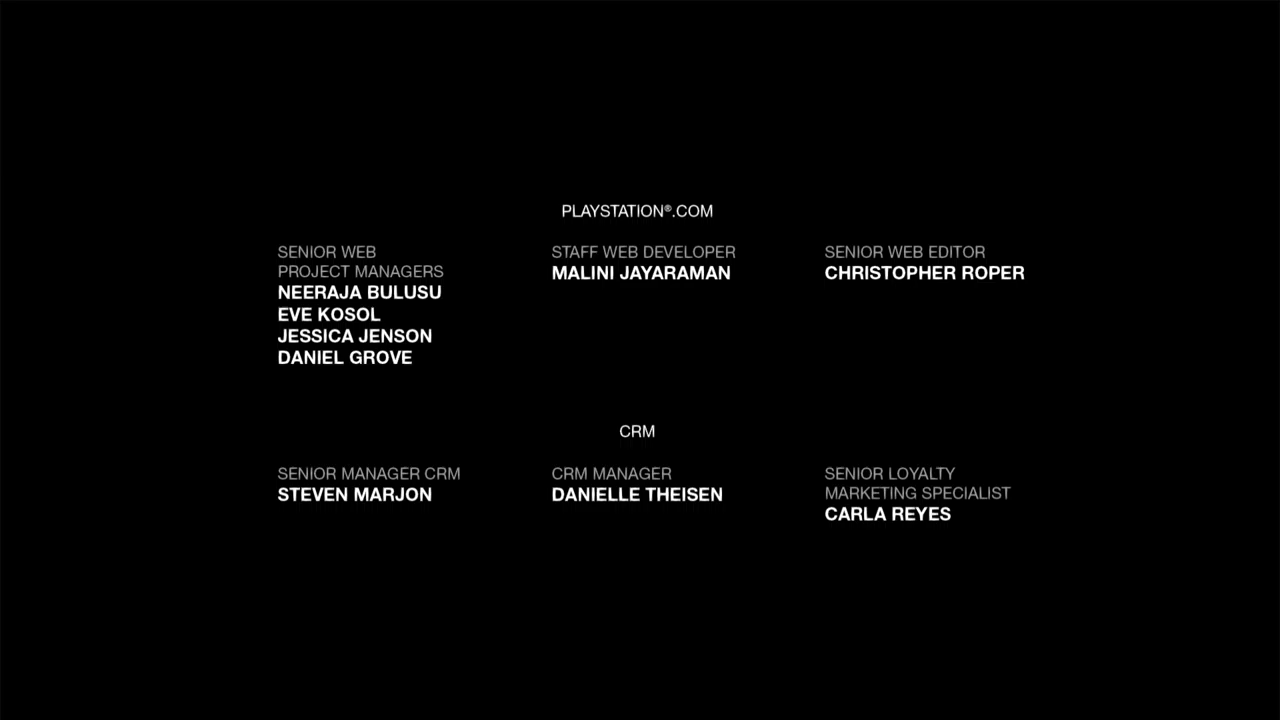 PLAYSTATION®.COM
SENIOR WEB
PROJECT MANAGERS
NEERAJA BULUSU
EVE KOSOL
JESSICA JENSON
DANIEL GROVE
STAFF WEB DEVELOPER
MALINI JAYARAMAN
SENIOR WEB EDITOR
CHRISTOPHER ROPER
CRM
SENIOR MANAGER CRM
STEVEN MARJON
CRM MANAGER
DANIELLE THEISEN
SENIOR LOYALTY
MARKETING SPECIALIST
CARLA REYES